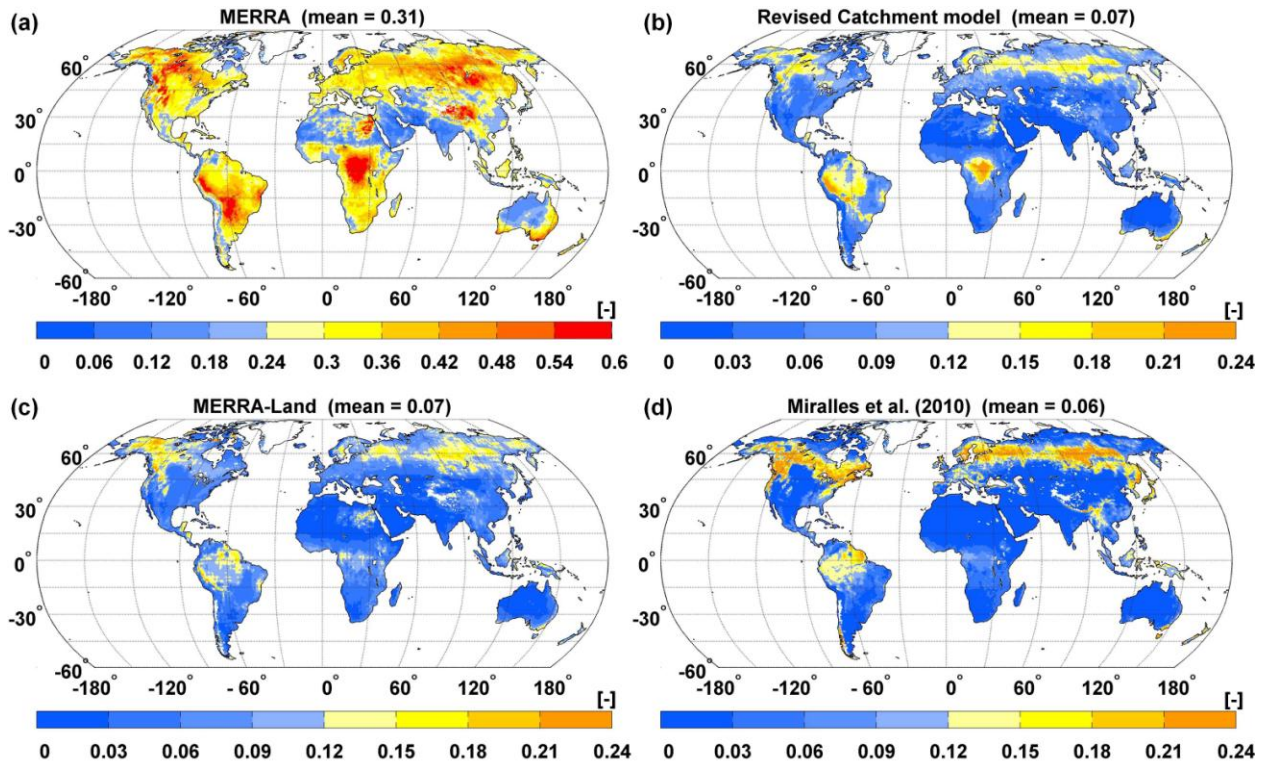 (a) MERRA (mean = 0.31)
60°
30°
0°
-30°
-60°
-180° -120° -60° 0° 60° 120° 180°
[-]
0 0.06 0.12 0.18 0.24 0.3 0.36 0.42 0.48 0.54 0.6
(b) Revised Catchment model (mean = 0.07)
60°
30°
0°
-30°
-60°
-180° -120° - 60° 0° 60° 120° 180°
[-]
0 0.03 0.06 0.09 0.12 0.15 0.18 0.21 0.24
(c) MERRA-Land (mean = 0.07)
60°
30°
0°
-30°
-60°
-180° -120° - 60° 0° 60° 120° 180°
[-]
0 0.03 0.06 0.09 0.12 0.15 0.18 0.21 0.24
(d) Miralles et al. (2010) (mean = 0.06)
60°
30°
0°
-30°
-60°
-180° -120° - 60° 0° 60° 120° 180°
[-]
0 0.03 0.06 0.09 0.12 0.15 0.18 0.21 0.24